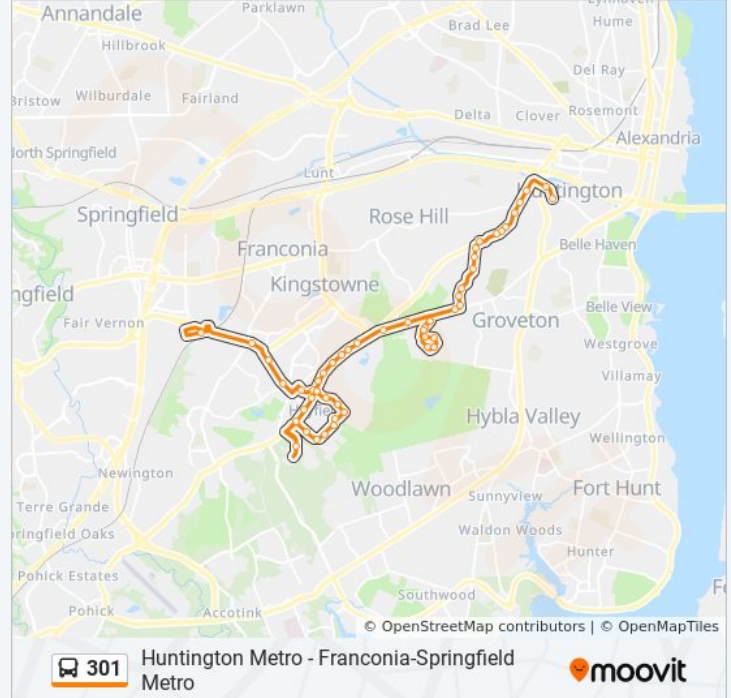 Parklawn
Annandale
Brad Lee
Hume
Hillbrook
Del Ray
Bristow Wilburdale Fairland
Delta Clover Rosemont
Alexandria
North Springfield
Lunt
Huntington
Springfield
Rose Hill
Franconia
Belle Haven
Kingstowne
ngfield
Belle View
Fair Vernon
Groveton
Westgrove
Villamay
Hayfield
Hybla Valley
Wellington
Newington
Woodlawn
Sunnyview
Fort Hunt
Terre Grande
pringfield Oaks
Waldon Woods
Hunter
Pohick Estates
Southwood
Pohick
Accotink
© OpenStreetMap contributors | © OpenMapTiles
301
Huntington Metro - Franconia-Springfield
Metro
moovit